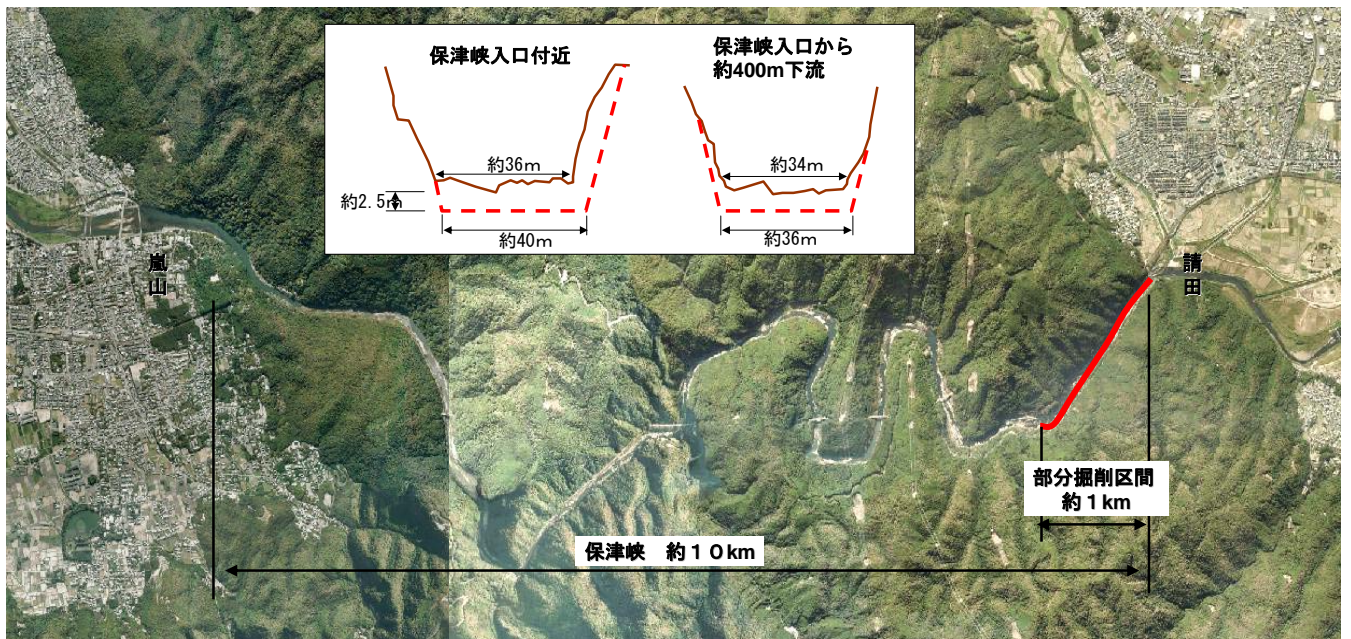 保津峡入口付近
約36m
約2.5m
約40m
保津峡入口から
約400m下流
約34m
約36m
嵐山
請田
部分掘削区間
約1km
保津峡 約10km